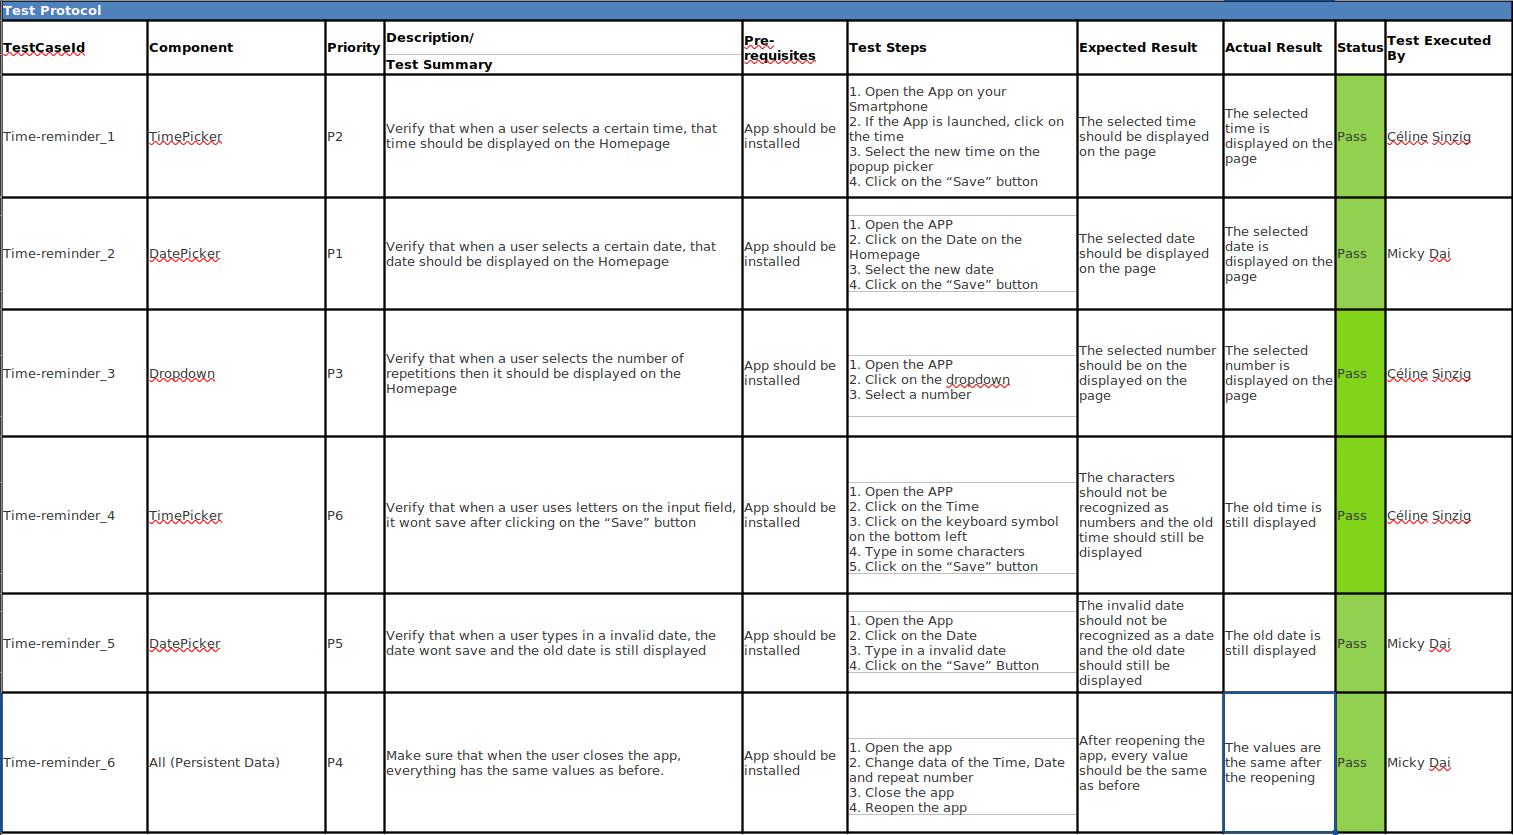 Test Protocol
TestCaseId
Component
Priority
Description/
Test Summary
Pre-
requisites
Test Steps
Expected Result
Actual Result
Status
Test Executed
By
Time-reminder_1
TimePicker
P2
Verify that when a user selects a certain time, that
time should be displayed on the Homepage
App should be
installed
1. Open the App on your
Smartphone
2. If the App is launched, click on
the time
3. Select the new time on the
popup picker
4. Click on the “Save” button
The selected time
should be displayed
on the page
The selected
time is
displayed on the
page
Pass
Céline Sinzig
Time-reminder_2
DatePicker
P1
Verify that when a user selects a certain date, that
date should be displayed on the Homepage
App should be
installed
1. Open the APP
2. Click on the Date on the
Homepage
3. Select the new date
4. Click on the “Save” button
The selected date
should be displayed
on the page
The selected
date is
displayed on the
page
Pass
Micky Dai
Time-reminder_3
Dropdown
P3
Verify that when a user selects the number of
repetitions then it should be displayed on the
Homepage
App should be
installed
1. Open the APP
2. Click on the dropdown
3. Select a number
The selected number
should be on the
displayed on the
page
The selected
number is
displayed on the
page
Pass
Céline Sinzig
Time-reminder_4
TimePicker
P6
Verify that when a user uses letters on the input field,
it wont save after clicking on the “Save” button
App should be
installed
1. Open the APP
2. Click on the Time
3. Click on the keyboard symbol
on the bottom left
4. Type in some characters
5. Click on the “Save” button
The characters
should not be
recognized as
numbers and the old
time should still be
displayed
The old time is
still displayed
Pass
Céline Sinzig
Time-reminder_5
DatePicker
P5
Verify that when a user types in a invalid date, the
date wont save and the old date is still displayed
App should be
installed
1. Open the App
2. Click on the Date
3. Type in a invalid date
4. Click on the “Save” Button
The invalid date
should not be
recognized as a date
and the old date
should still be
displayed
The old date is
still displayed
Pass
Micky Dai
Time-reminder_6
All (Persistent Data)
P4
Make sure that when the user closes the app,
everything has the same values as before.
App should be
installed
1. Open the app
2. Change data of the Time, Date
and repeat number
3. Close the app
4. Reopen the app
After reopening the
app, every value
should be the same
as before
The values are
the same after
the reopening
Pass
Micky Dai